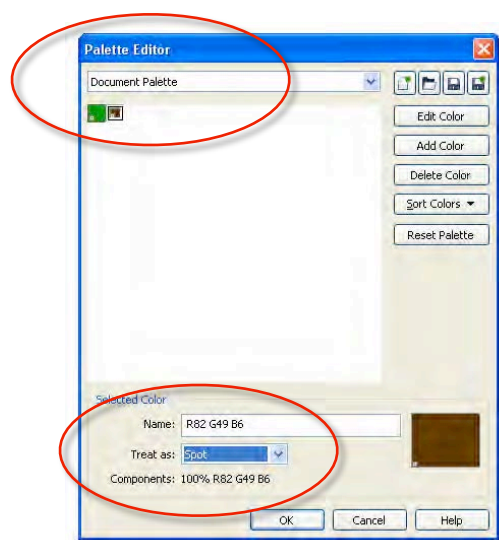 Palette Editor
Document Palette
Edit Color
Add Color
Delete Color
Sort Colors
Reset Palette
Selected Color
Name: R82 G49 B6
Treat as: Spot
Components: 100% R82 G49 B6
OK Cancel Help